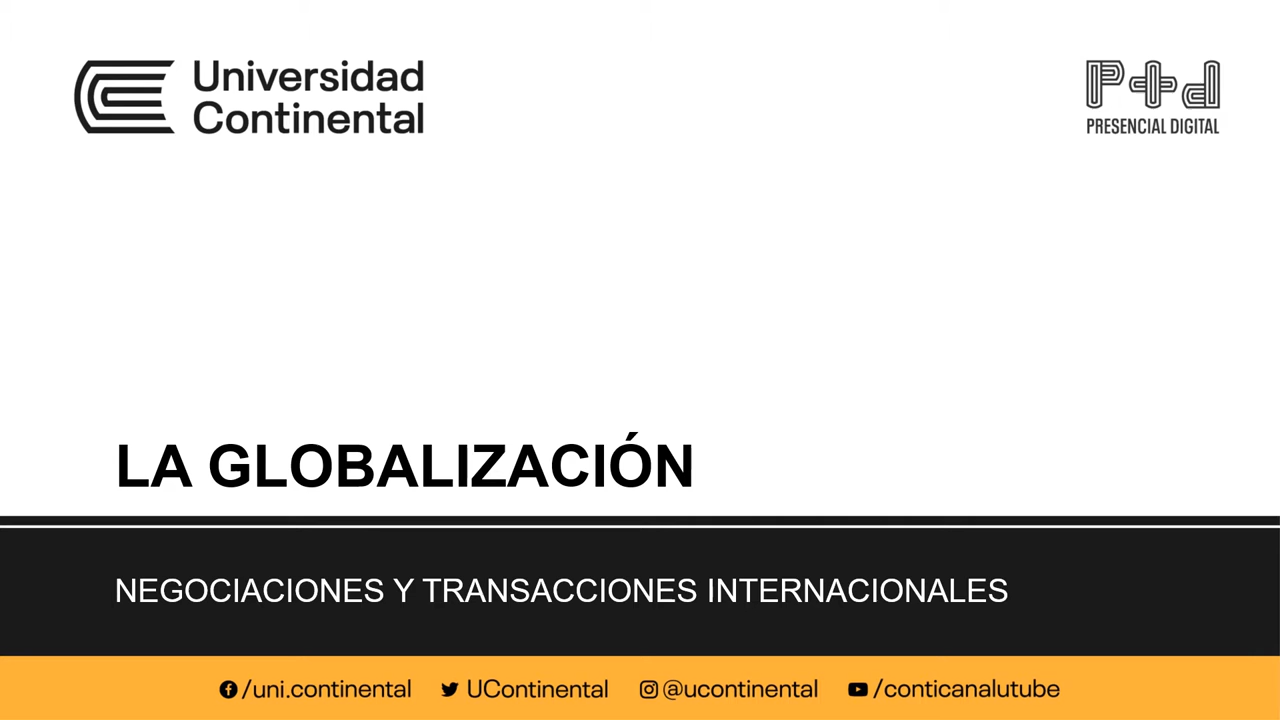 Universidad
Continental
P+d
PRESENCIAL DIGITAL
LA GLOBALIZACIÓN
NEGOCIACIONES Y TRANSACCIONES INTERNACIONALES
/uni.continental UContinental @ucontinental /conticanalutube